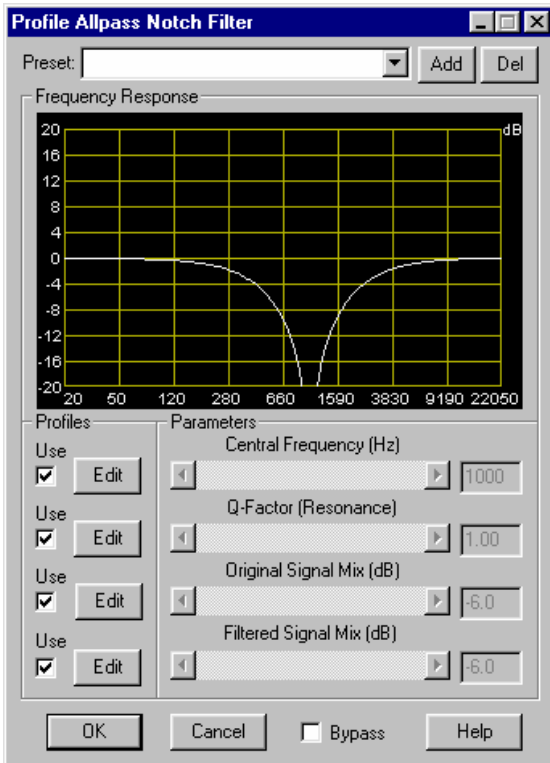 Profile Allpass Notch Filter
Preset: Add Del
Frequency Response
20 dB
16
12
8
4
0
-4
-8
-12
-16
-20
20 50 120 280 660 1590 3830 9190 22050
Profiles Parameters
Use Central Frequency (Hz)
Edit 1000
Use Q-Factor (Resonance)
Edit 1.00
Use Original Signal Mix (dB)
Edit -6.0
Use Filtered Signal Mix (dB)
Edit -6.0
OK Cancel Bypass Help